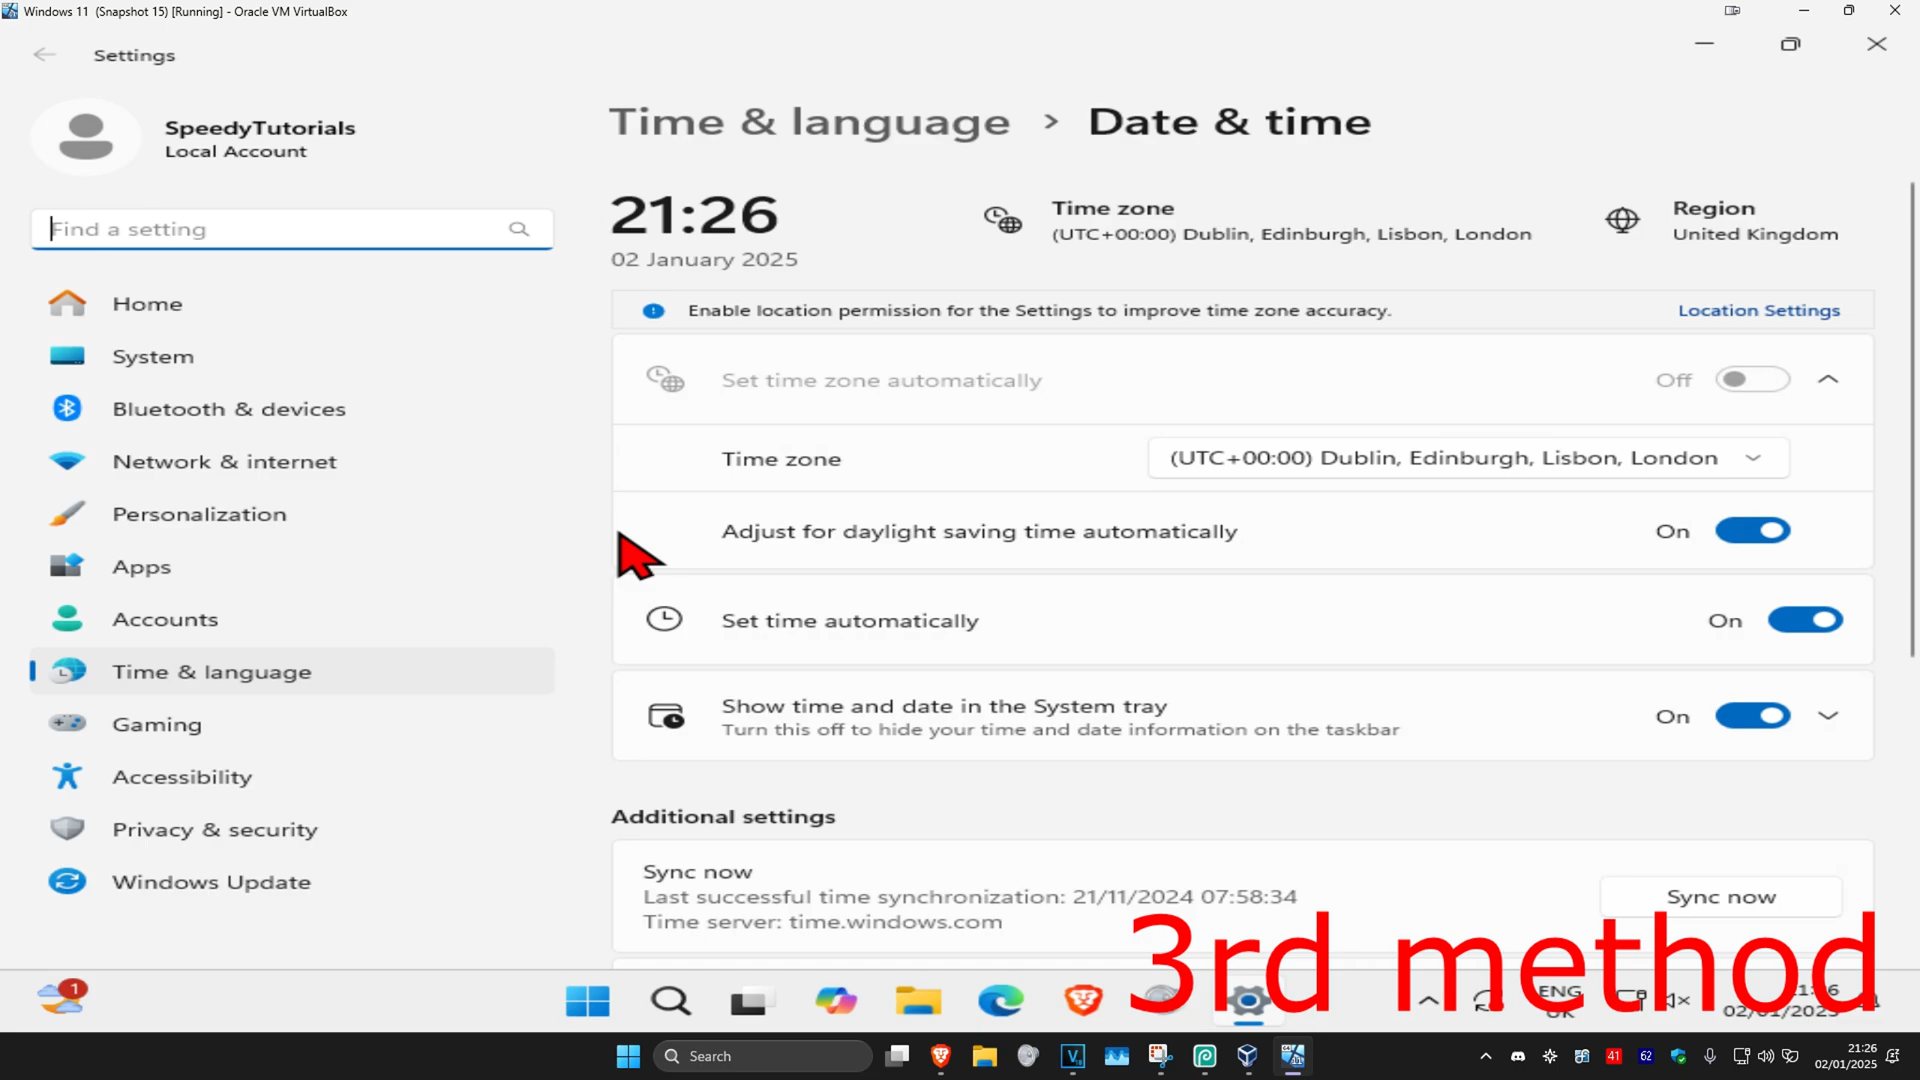 Windows 11 (Snapshot 15) [Running] - Oracle VM VirtualBox
Settings
SpeedyTutorials
Local Account
Find a setting
Home
System
Bluetooth & devices
Network & internet
Personalization
Apps
Accounts
Time & language
Gaming
Accessibility
Privacy & security
Windows Update
Time & language > Date & time
21:26
02 January 2025
Time zone
(UTC+00:00) Dublin, Edinburgh, Lisbon, London
Region
United Kingdom
Enable location permission for the Settings to improve time zone accuracy.
Location Settings
Set time zone automatically
Off
Time zone
(UTC+00:00) Dublin, Edinburgh, Lisbon, London
Adjust for daylight saving time automatically
On
Set time automatically
On
Show time and date in the System tray
Turn this off to hide your time and date information on the taskbar
On
Additional settings
Sync now
Last successful time synchronization: 21/11/2024 07:58:34
Time server: time.windows.com
Sync now
3rd method
1
ENG
UK
02/01/2025
Search
41
62
21:26
02/01/2025